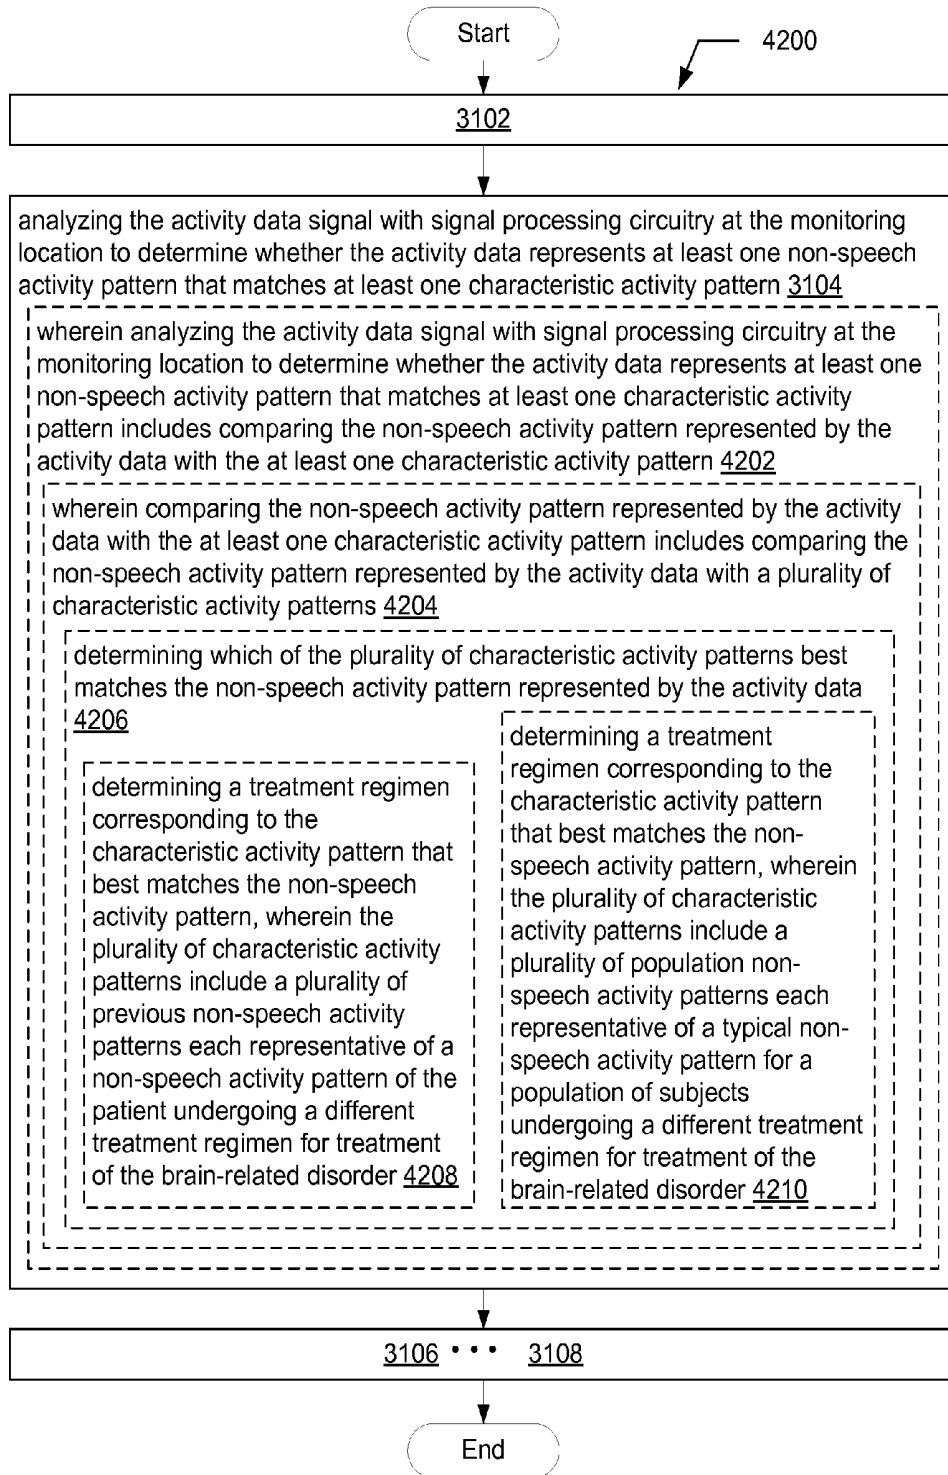 Start
4200
3102
analyzing the activity data signal with signal processing circuitry at the monitoring
location to determine whether the activity data represents at least one non-speech
activity pattern that matches at least one characteristic activity pattern 3104
wherein analyzing the activity data signal with signal processing circuitry at the
monitoring location to determine whether the activity data represents at least one
non-speech activity pattern that matches at least one characteristic activity
pattern includes comparing the non-speech activity pattern represented by the
activity data with the at least one characteristic activity pattern 4202
wherein comparing the non-speech activity pattern represented by the activity
data with the at least one characteristic activity pattern includes comparing the
non-speech activity pattern represented by the activity data with a plurality of
characteristic activity patterns 4204
determining which of the plurality of characteristic activity patterns best
matches the non-speech activity pattern represented by the activity data
4206
determining a treatment regimen
corresponding to the
characteristic activity pattern that
best matches the non-speech
activity pattern, wherein the
plurality of characteristic activity
patterns include a plurality of
previous non-speech activity
patterns each representative of a
non-speech activity pattern of the
patient undergoing a different
treatment regimen for treatment
of the brain-related disorder 4208
determining a treatment
regimen corresponding to the
characteristic activity pattern
that best matches the non-
speech activity pattern, wherein
the plurality of characteristic
activity patterns include a
plurality of population non-
speech activity patterns each
representative of a typical non-
speech activity pattern for a
population of subjects
undergoing a different treatment
regimen for treatment of the
brain-related disorder 4210
3106 • • • 3108
End